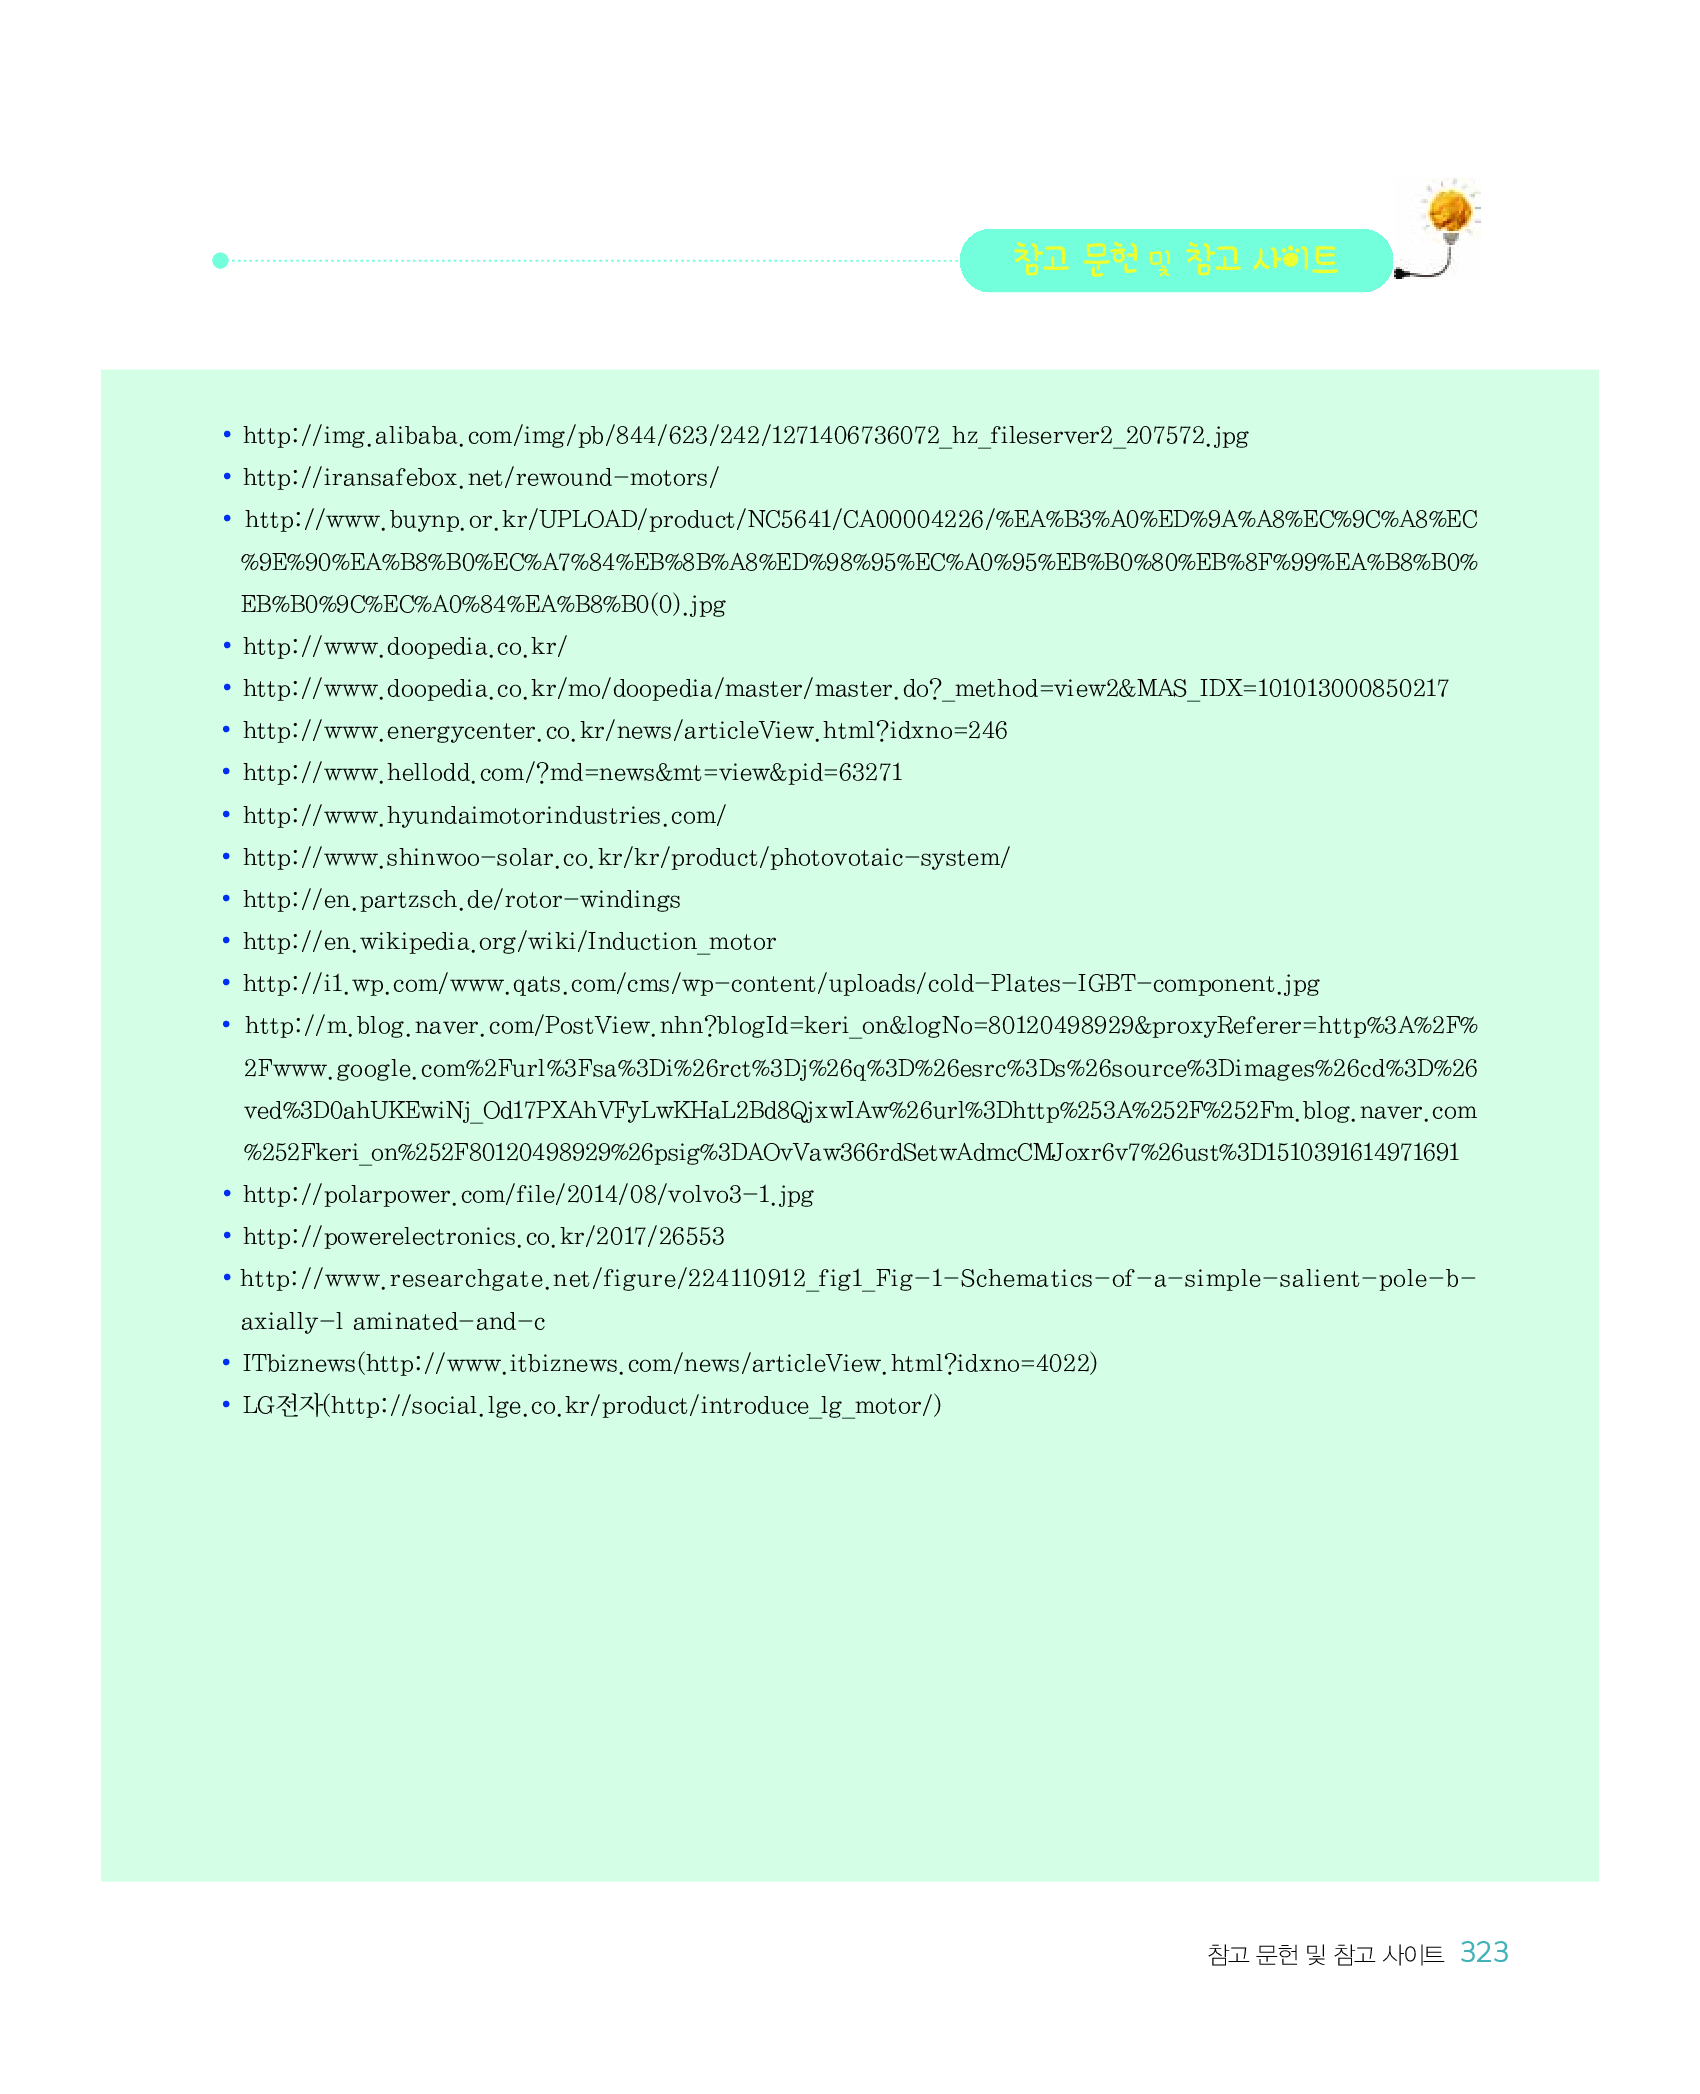 참고 문헌 및 참고 사이트
• http://img.alibaba.com/img/pb/844/623/242/1271406736072_hz_fileserver2_207572.jpg
• http://iransafebox.net/rewound-motors/
• http://www.buynp.or.kr/UPLOAD/product/NC5641/CA00004226/%EA%B3%A0%ED%9A%A8%EC%9C%A8%EC
%9E%90%EA%B8%B0%EC%A7%84%EB%8B%A8%ED%98%95%EC%A0%95%EB%B0%80%EB%8F%99%EA%B8%B0%
EB%B0%9C%EC%A0%84%EA%B8%B0(0).jpg
• http://www.doopedia.co.kr/
• http://www.doopedia.co.kr/mo/doopedia/master/master.do?_method=view2&MAS_IDX=101013000850217
• http://www.energycenter.co.kr/news/articleView.html?idxno=246
• http://www.hellodd.com/?md=news&mt=view&pid=63271
• http://www.hyundaimotorindustries.com/
• http://www.shinwoo-solar.co.kr/kr/product/photovotaic-system/
• http://en.partzsch.de/rotor-windings
• http://en.wikipedia.org/wiki/Induction_motor
• http://i1.wp.com/www.qats.com/cms/wp-content/uploads/cold-Plates-IGBT-component.jpg
• http://m.blog.naver.com/PostView.nhn?blogId=keri_on&logNo=80120498929&proxyReferer=http%3A%2F%
2Fwww.google.com%2Furl%3Fsa%3Di%26rct%3Dj%26q%3D%26esrc%3Ds%26source%3Dimages%26cd%3D%26
ved%3D0ahUKEwiNj_Od17PXAhVFyLwKHaL2Bd8QjxwIAw%26url%3Dhttp%253A%252F%252Fm.blog.naver.com
%252Fkeri_on%252F80120498929%26psig%3DAOvVaw366rdSetwAdmcCMJoxr6v7%26ust%3D1510391614971691
• http://polarpower.com/file/2014/08/volvo3-1.jpg
• http://powerelectronics.co.kr/2017/26553
• http://www.researchgate.net/figure/224110912_fig1_Fig-1-Schematics-of-a-simple-salient-pole-b-
axially-l aminated-and-c
• ITbiznews(http://www.itbiznews.com/news/articleView.html?idxno=4022)
• LG전자(http://social.lge.co.kr/product/introduce_lg_motor/)
참고 문헌 및 참고 사이트 323